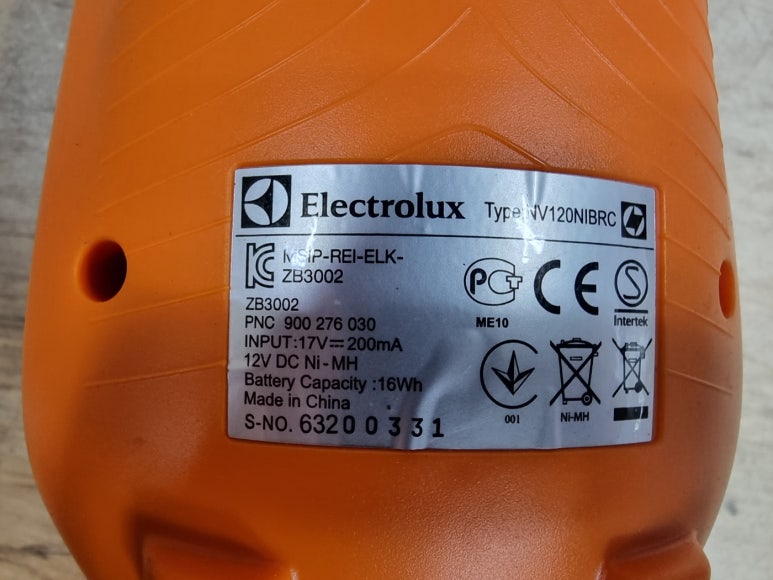 Electrolux Type NV120NIBRC
MSIP-REI-ELK-
ZB3002
ZB3002
PNC 900 276 030
INPUT:17V⎓200mA
12V DC Ni-MH
Battery Capacity :16Wh
Made in China
S-NO. 63200331
PCT
ME10
CE
S
Intertek
001
Ni-MH